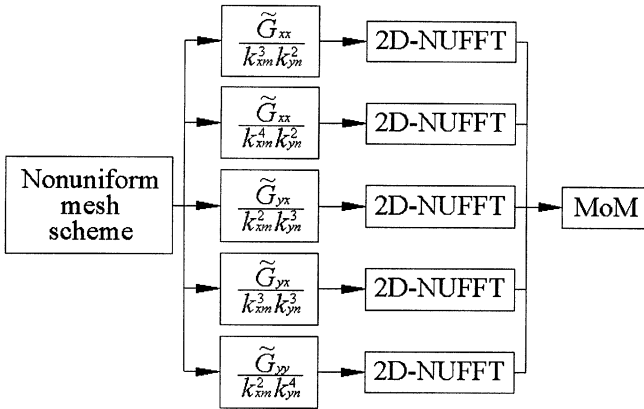 G̃xx
k³xm k²yn
2D-NUFFT
G̃xx
k⁴xm k²yn
2D-NUFFT
Nonuniform
mesh
scheme
G̃yx
k²xm k³yn
2D-NUFFT
MoM
G̃yx
k³xm k³yn
2D-NUFFT
G̃yy
k²xm k⁴yn
2D-NUFFT